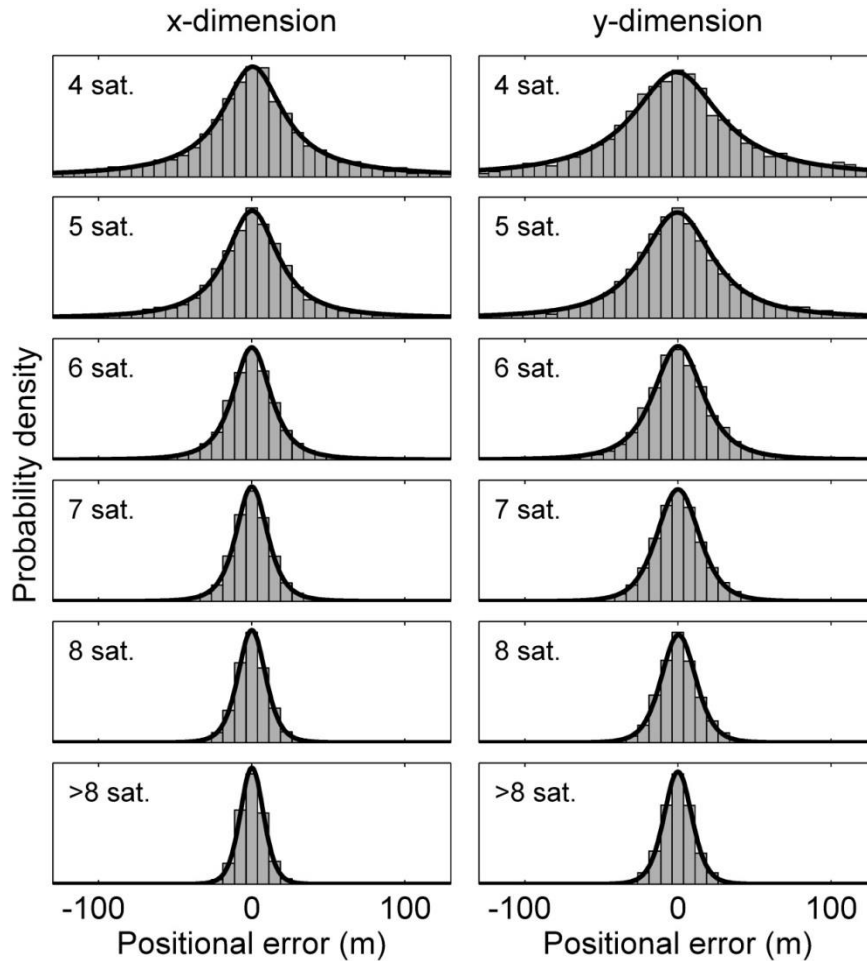 x-dimension
y-dimension
4 sat.
4 sat.
5 sat.
5 sat.
Probability density
6 sat.
6 sat.
7 sat.
7 sat.
8 sat.
8 sat.
>8 sat.
>8 sat.
-100 0 100
-100 0 100
Positional error (m)
Positional error (m)